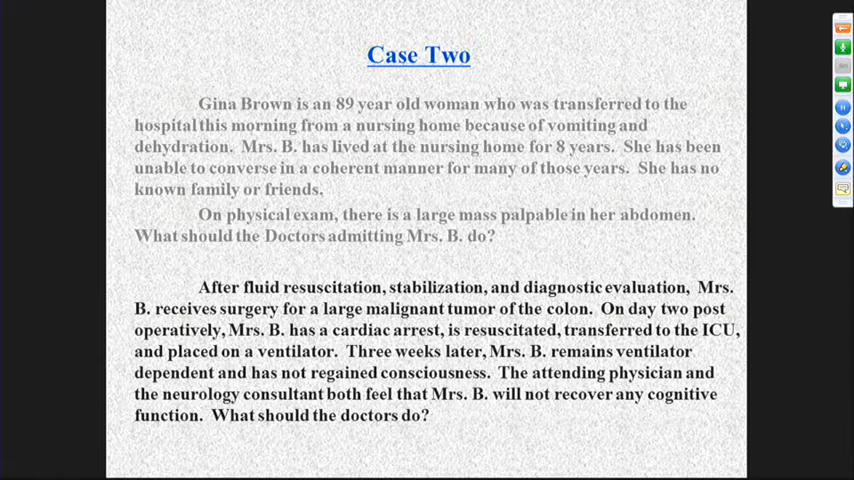 Case Two
Gina Brown is an 89 year old woman who was transferred to the
hospital this morning from a nursing home because of vomiting and
dehydration. Mrs. B. has lived at the nursing home for 8 years. She has been
unable to converse in a coherent manner for many of those years. She has no
known family or friends.
On physical exam, there is a large mass palpable in her abdomen.
What should the Doctors admitting Mrs. B. do?
After fluid resuscitation, stabilization, and diagnostic evaluation, Mrs.
B. receives surgery for a large malignant tumor of the colon. On day two post
operatively, Mrs. B. has a cardiac arrest, is resuscitated, transferred to the ICU,
and placed on a ventilator. Three weeks later, Mrs. B. remains ventilator
dependent and has not regained consciousness. The attending physician and
the neurology consultant both feel that Mrs. B. will not recover any cognitive
function. What should the doctors do?